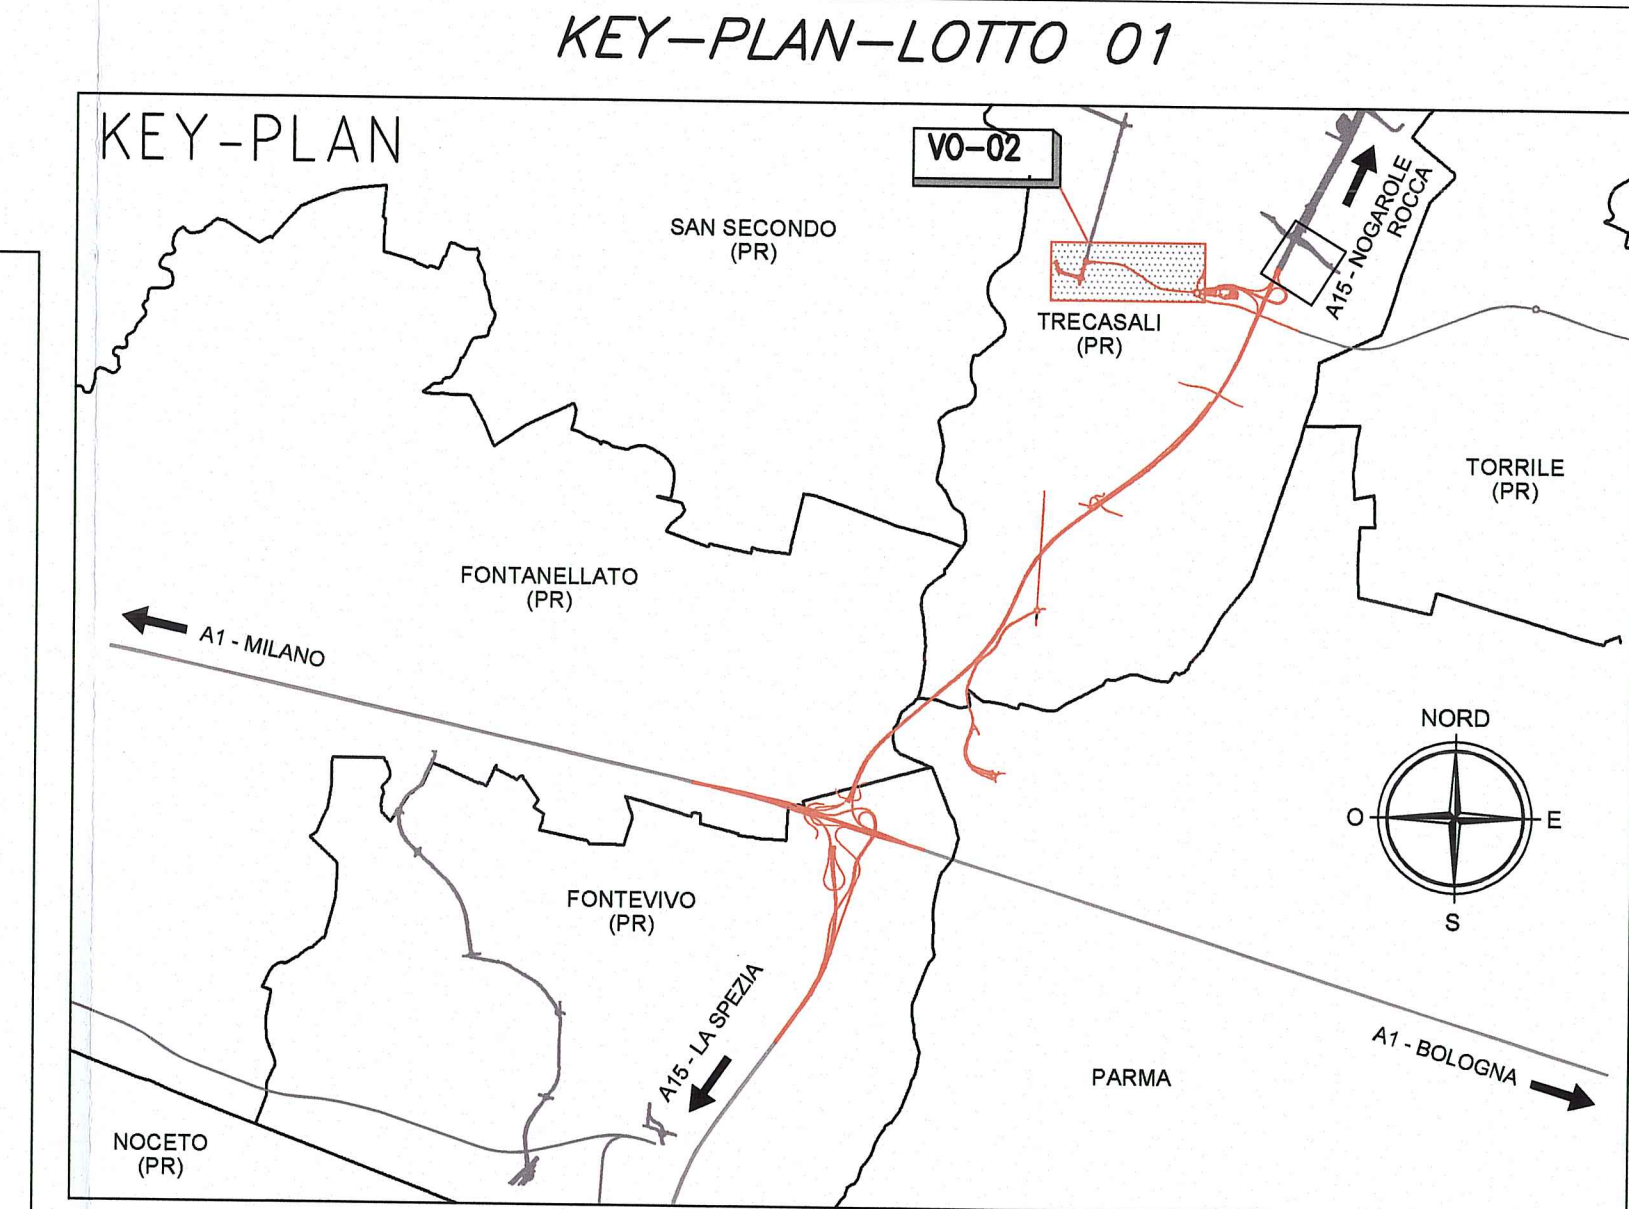 KEY-PLAN-LOTTO 01
KEY-PLAN
VO-02
SAN SECONDO
(PR)
A15 - NOGAROLE
ROCCA
TRECASALI
(PR)
TORRILE
(PR)
FONTANELLATO
(PR)
A1 - MILANO
NORD
O
E
S
FONTEVIVO
(PR)
A15 - LA SPEZIA
A1 - BOLOGNA
PARMA
NOCETO
(PR)